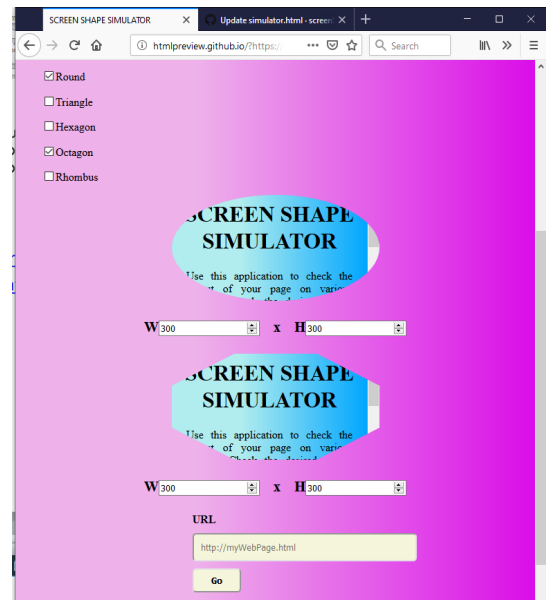 SCREEN SHAPE SIMULATOR
Update simulator.html · screen
htmlpreview.github.io/?https:/
Search
Round
Triangle
Hexagon
Octagon
Rhombus
SCREEN SHAPE
SIMULATOR
Use this application to check the
of your page on various
W 300 x H 300
SCREEN SHAPE
SIMULATOR
Use this application to check the
of your page on various
Check the desired
W 300 x H 300
URL
http://myWebPage.html
Go